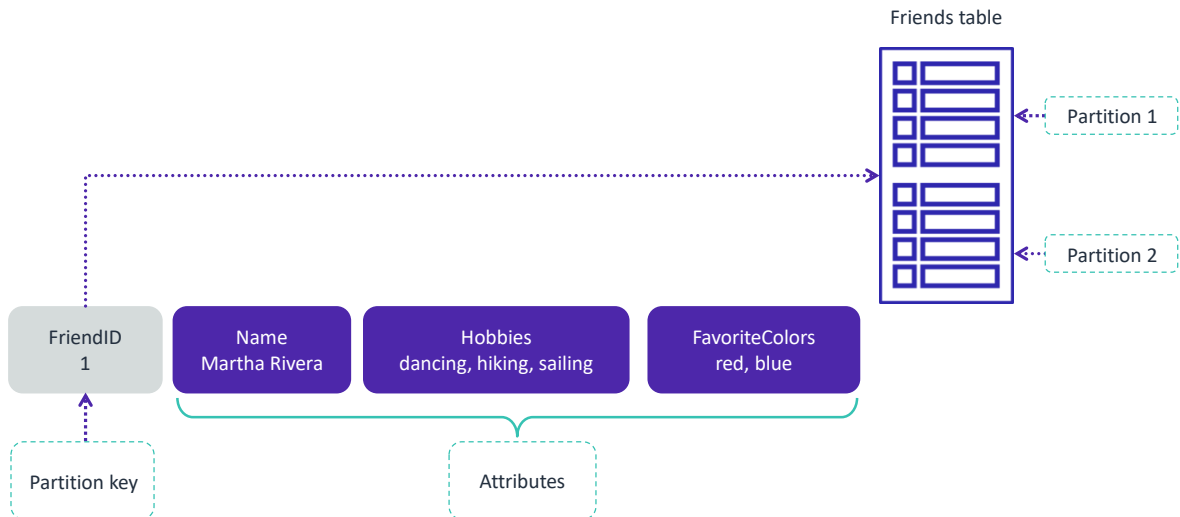 Friends table
Partition 1
Partition 2
FriendID
1
Name
Martha Rivera
Hobbies
dancing, hiking, sailing
FavoriteColors
red, blue
Partition key
Attributes